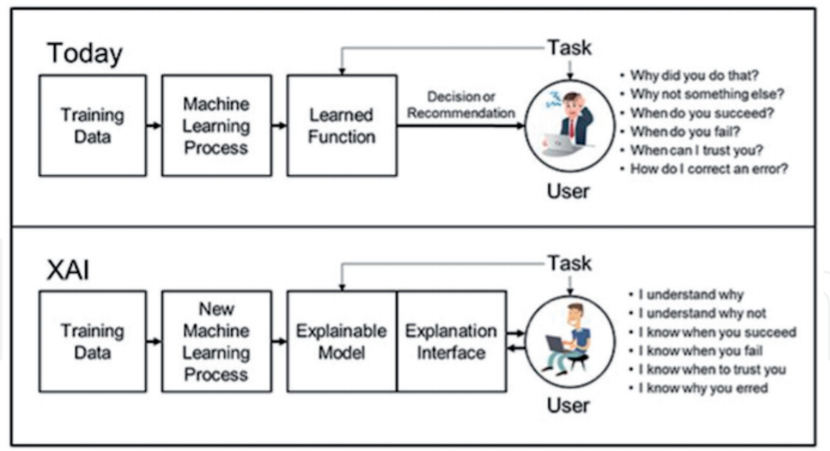 Today
Training
Data
Machine
Learning
Process
Learned
Function
Decision or
Recommendation
Task
User
• Why did you do that?
• Why not something else?
• When do you succeed?
• When do you fail?
• When can I trust you?
• How do I correct an error?
XAI
Training
Data
New
Machine
Learning
Process
Explainable
Model
Explanation
Interface
Task
User
• I understand why
• I understand why not
• I know when you succeed
• I know when you fail
• I know when to trust you
• I know why you erred